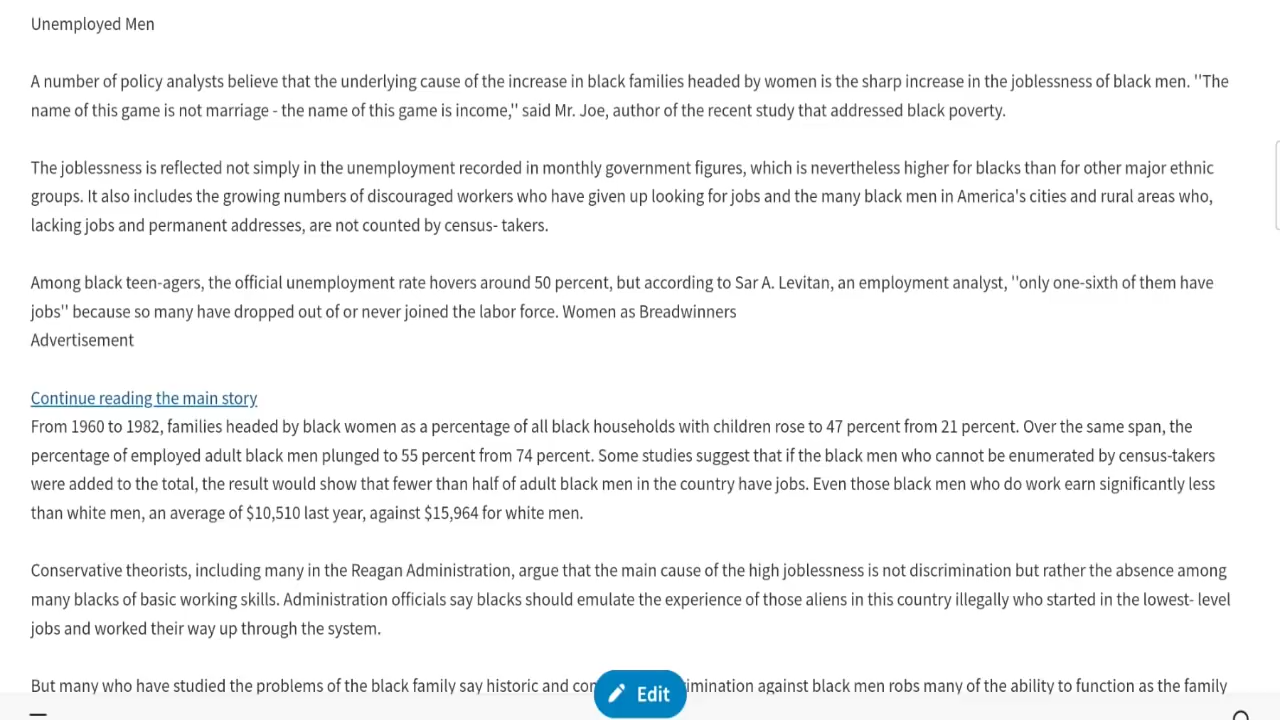 Unemployed Men
A number of policy analysts believe that the underlying cause of the increase in black families headed by women is the sharp increase in the joblessness of black men. ''The
name of this game is not marriage - the name of this game is income,'' said Mr. Joe, author of the recent study that addressed black poverty.
The joblessness is reflected not simply in the unemployment recorded in monthly government figures, which is nevertheless higher for blacks than for other major ethnic
groups. It also includes the growing numbers of discouraged workers who have given up looking for jobs and the many black men in America's cities and rural areas who,
lacking jobs and permanent addresses, are not counted by census- takers.
Among black teen-agers, the official unemployment rate hovers around 50 percent, but according to Sar A. Levitan, an employment analyst, ''only one-sixth of them have
jobs'' because so many have dropped out of or never joined the labor force. Women as Breadwinners
Advertisement
Continue reading the main story
From 1960 to 1982, families headed by black women as a percentage of all black households with children rose to 47 percent from 21 percent. Over the same span, the
percentage of employed adult black men plunged to 55 percent from 74 percent. Some studies suggest that if the black men who cannot be enumerated by census-takers
were added to the total, the result would show that fewer than half of adult black men in the country have jobs. Even those black men who do work earn significantly less
than white men, an average of $10,510 last year, against $15,964 for white men.
Conservative theorists, including many in the Reagan Administration, argue that the main cause of the high joblessness is not discrimination but rather the absence among
many blacks of basic working skills. Administration officials say blacks should emulate the experience of those aliens in this country illegally who started in the lowest- level
jobs and worked their way up through the system.
But many who have studied the problems of the black family say historic and against black men robs many of the ability to function as the family
Edit